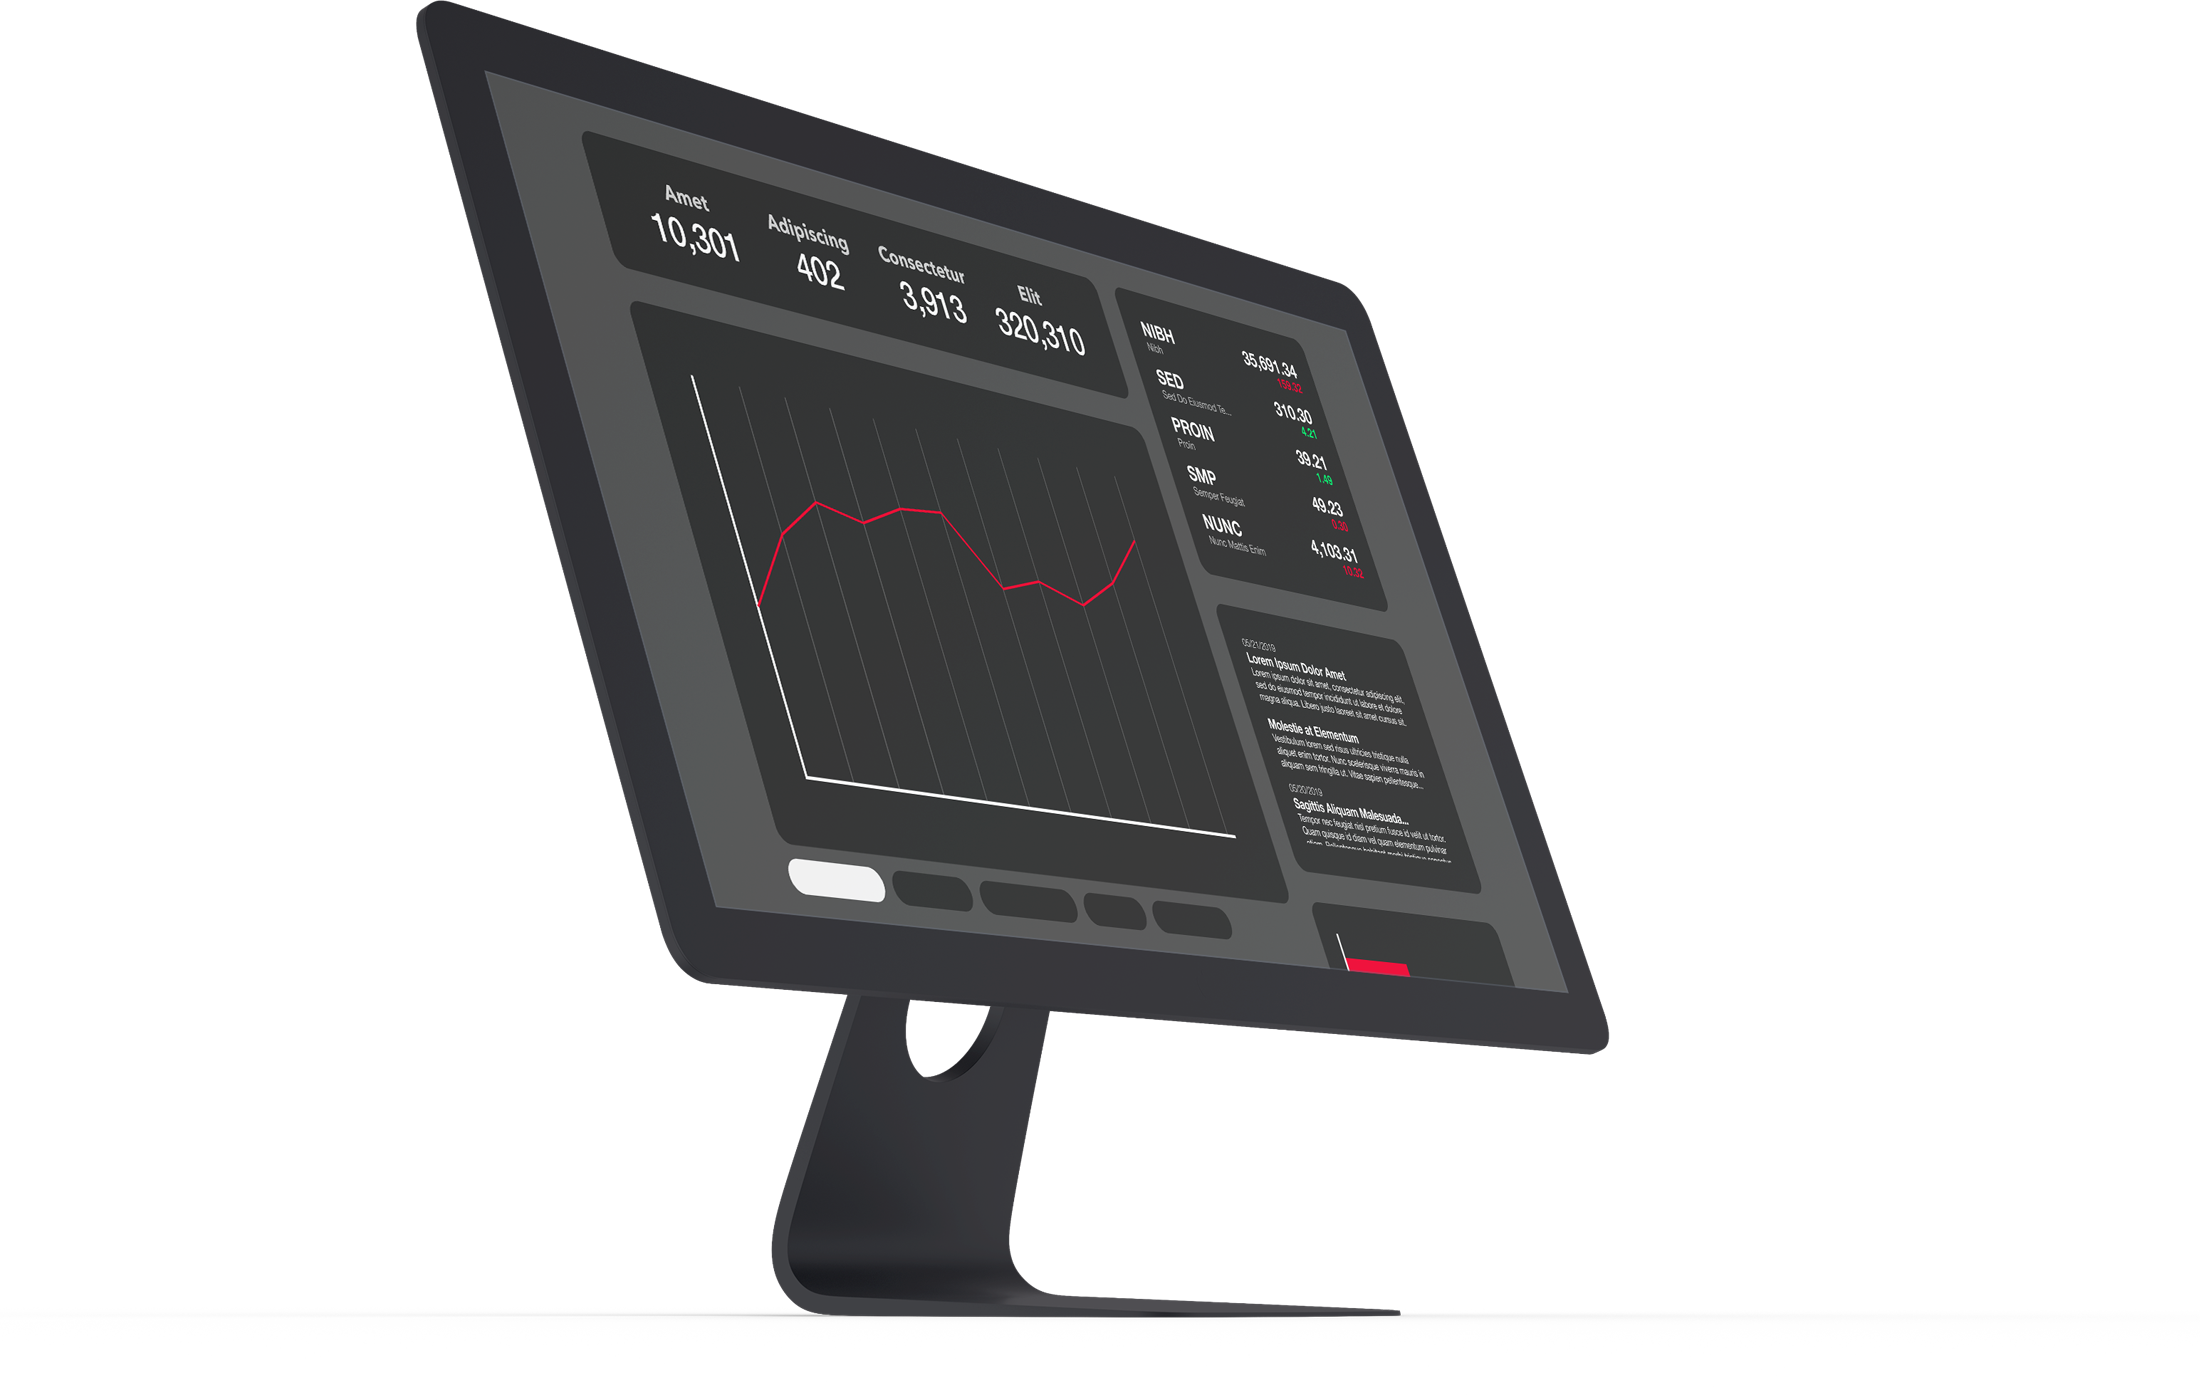 Amet
10,301
Adipiscing
402
Consectetur
3,913
Elit
320,310
NIBH
Nibh
35,691.34
159.32
SED
Sed Do Eiusmod Te...
310.30
4.21
PROIN
Proin
39.21
1.49
SMP
Semper Feugiat
49.23
0.30
NUNC
Nunc Mattis Enim
4,103.31
10.32
05/21/2019
Lorem Ipsum Dolor Amet
Lorem ipsum dolor sit amet, consectetur adipiscing elit,
sed do eiusmod tempor incididunt ut labore et dolore
magna aliqua. Libero justo laoreet sit amet cursus sit.
Molestie at Elementum
Vestibulum lorem sed risus ultricies tristique nulla
aliquet enim tortor. Nunc scelerisque viverra mauris in
aliquam sem fringilla ut. Vitae sapien pellentesque...
05/20/2019
Sagittis Aliquam Malesuada...
Tempor nec feugiat nisl pretium fusce id velit ut tortor.
Quam quisque id diam vel quam elementum pulvinar